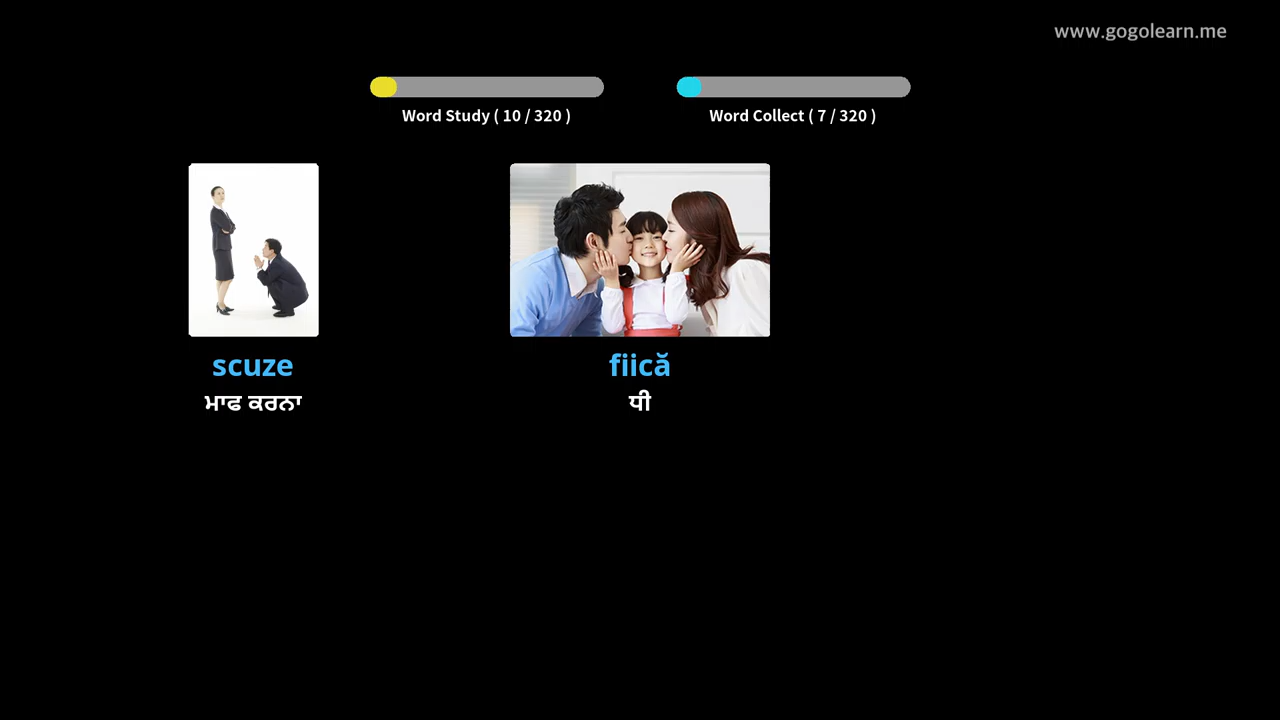 www.gogolearn.me
Word Study ( 10 / 320 )
Word Collect ( 7 / 320 )
scuze
ਮਾਫ ਕਰਨਾ
fiică
ਧੀ